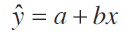 ŷ = a + bx